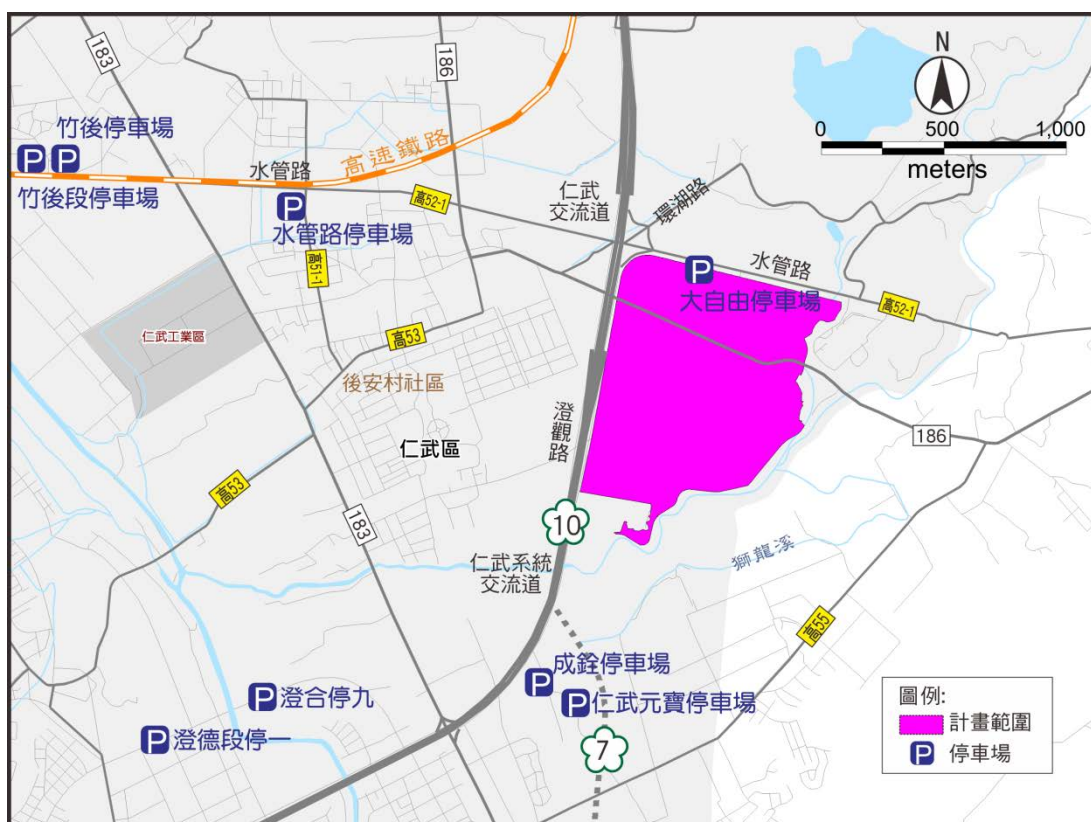 183
186
N
0 500 1,000
meters
竹後停車場
P P
竹後段停車場
水管路
高速鐵路
P
水管路停車場
高52-1
仁武
交流道
環湖路
水管路
P
大自由停車場
高52-1
高51-1
仁武工業區
高53
後安村社區
仁武區
澄觀路
186
高53
183
10
仁武系統
交流道
獅龍溪
高55
P 成銓停車場
P 仁武元寶停車場
P 澄合停九
P 澄德段停一
7
圖例:
計畫範圍
P 停車場